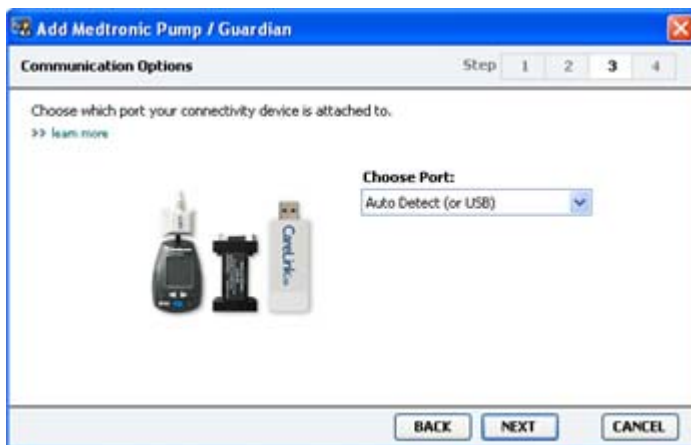 Add Medtronic Pump / Guardian
Communication Options
Step 1 2 3 4
Choose which port your connectivity device is attached to.
>> learn more
Choose Port:
Auto Detect (or USB)
CareLink
BACK NEXT CANCEL